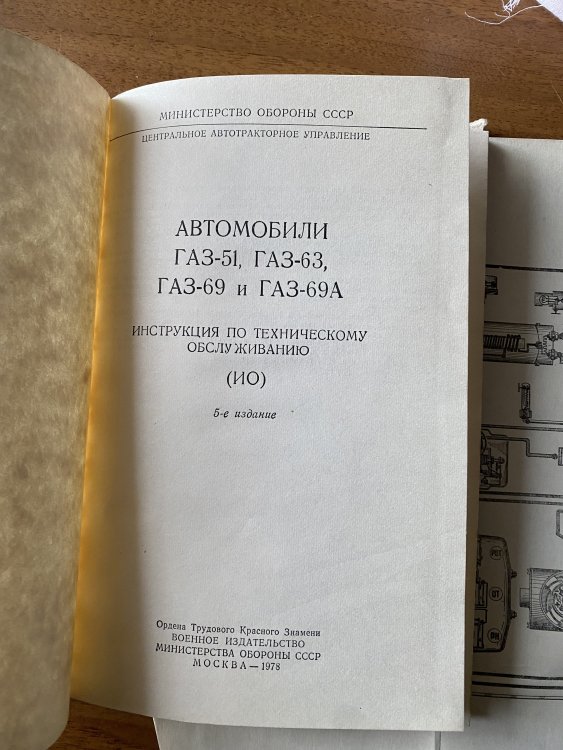 МИНИСТЕРСТВО ОБОРОНЫ СССР
ЦЕНТРАЛЬНОЕ АВТОТРАКТОРНОЕ УПРАВЛЕНИЕ
АВТОМОБИЛИ
ГАЗ-51, ГАЗ-63,
ГАЗ-69 и ГАЗ-69А
ИНСТРУКЦИЯ ПО ТЕХНИЧЕСКОМУ
ОБСЛУЖИВАНИЮ
(ИО)
5-е издание
Ордена Трудового Красного Знамени
ВОЕННОЕ ИЗДАТЕЛЬСТВО
МИНИСТЕРСТВА ОБОРОНЫ СССР
МОСКВА — 1978